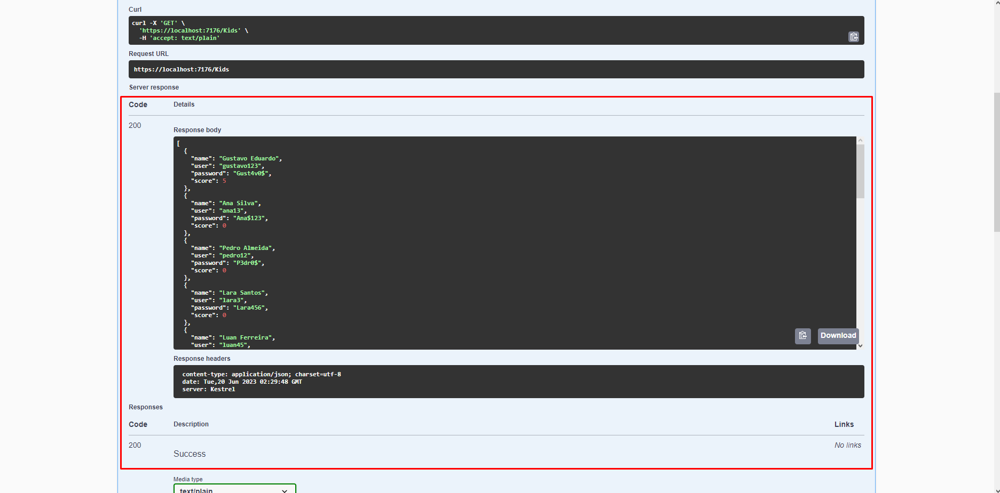 Curl
curl -X 'GET' \
'https://localhost:7176/Kids' \
-H 'accept: text/plain'
Request URL
https://localhost:7176/Kids
Server response
Code Details
200
Response body
[
{
"name": "Gustavo Eduardo",
"user": "gustavo123",
"password": "Gust4v0$",
"score": 5
},
{
"name": "Ana Silva",
"user": "ana13",
"password": "Ana$123",
"score": 0
},
{
"name": "Pedro Almeida",
"user": "pedro12",
"password": "P3dr0$",
"score": 0
},
{
"name": "Lara Santos",
"user": "lara3",
"password": "Lara456",
"score": 0
},
{
"name": "Luan Ferreira",
"user": "luan45",
Download
Response headers
content-type: application/json; charset=utf-8
date: Tue,20 Jun 2023 02:29:48 GMT
server: Kestrel
Responses
Code Description Links
200 No links
Success
Media type
text/plain